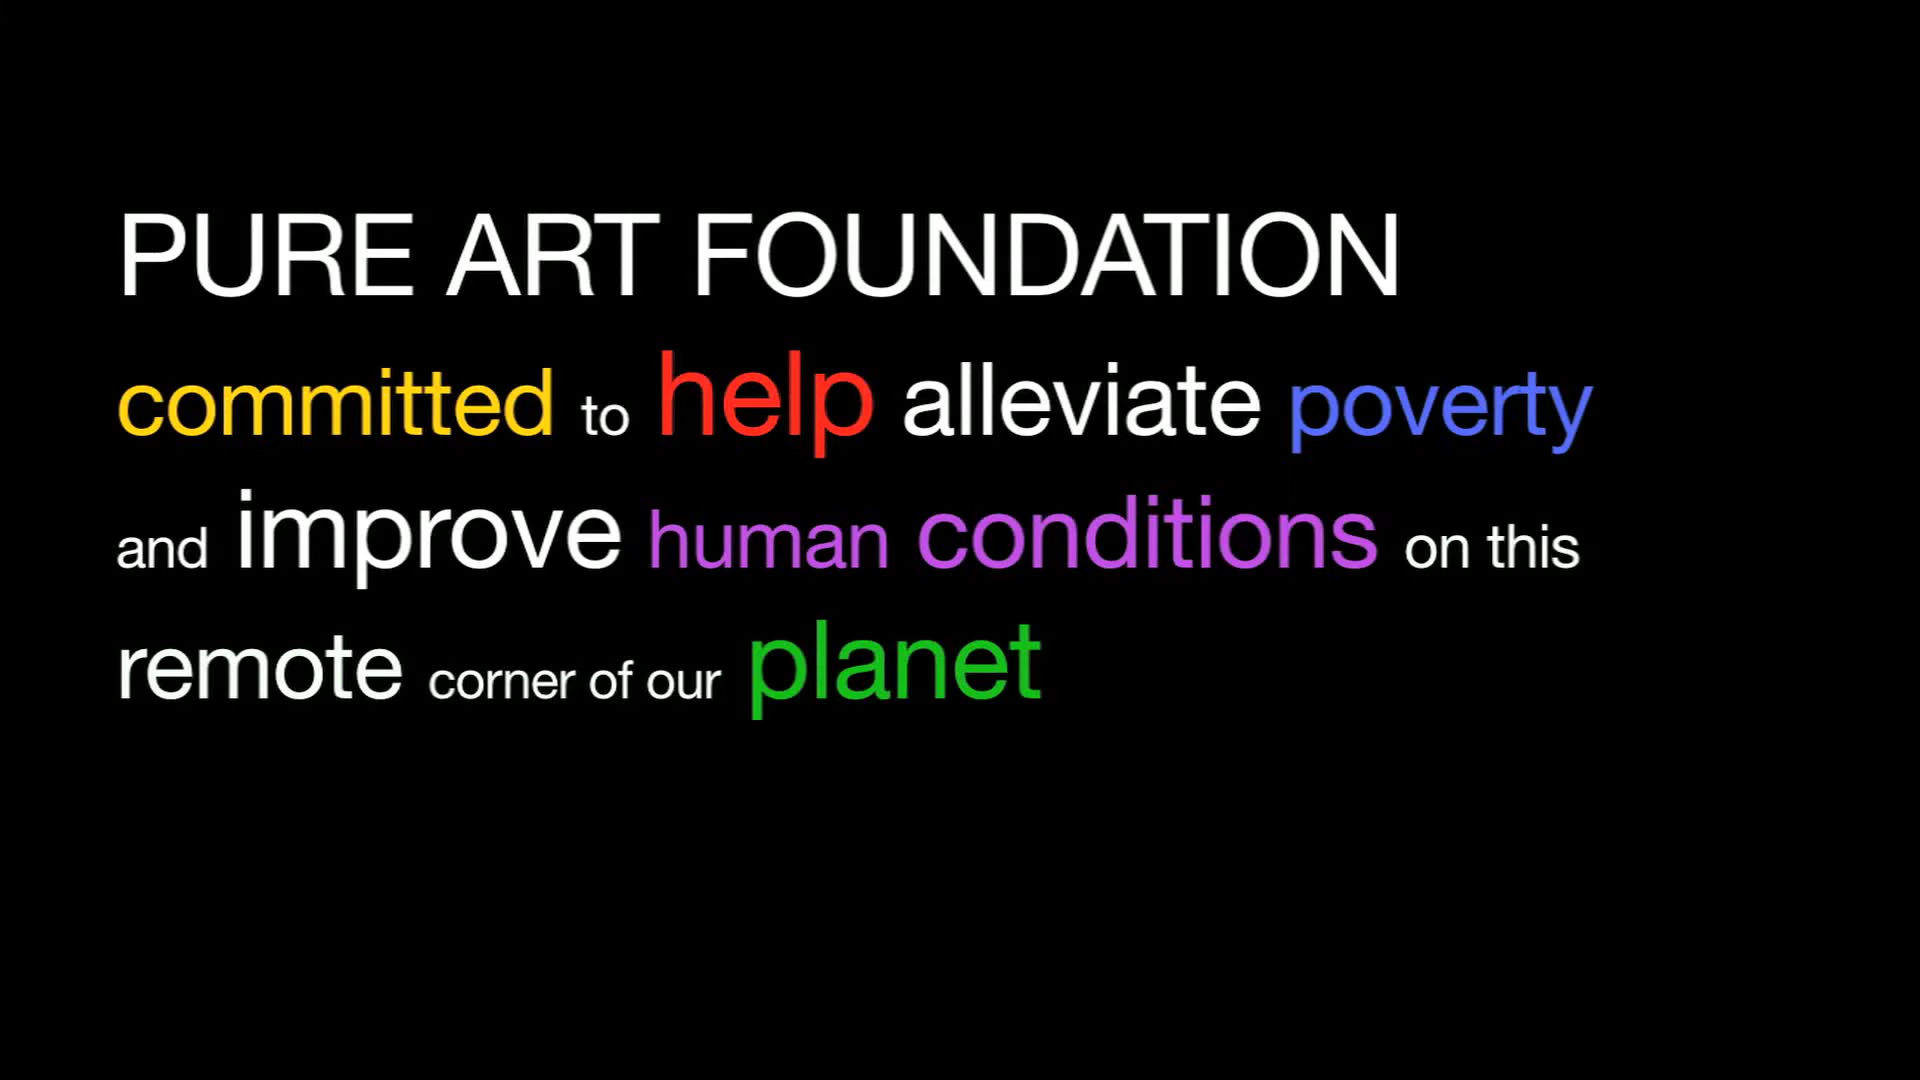 PURE ART FOUNDATION
committed to help alleviate poverty
and improve human conditions on this
remote corner of our planet